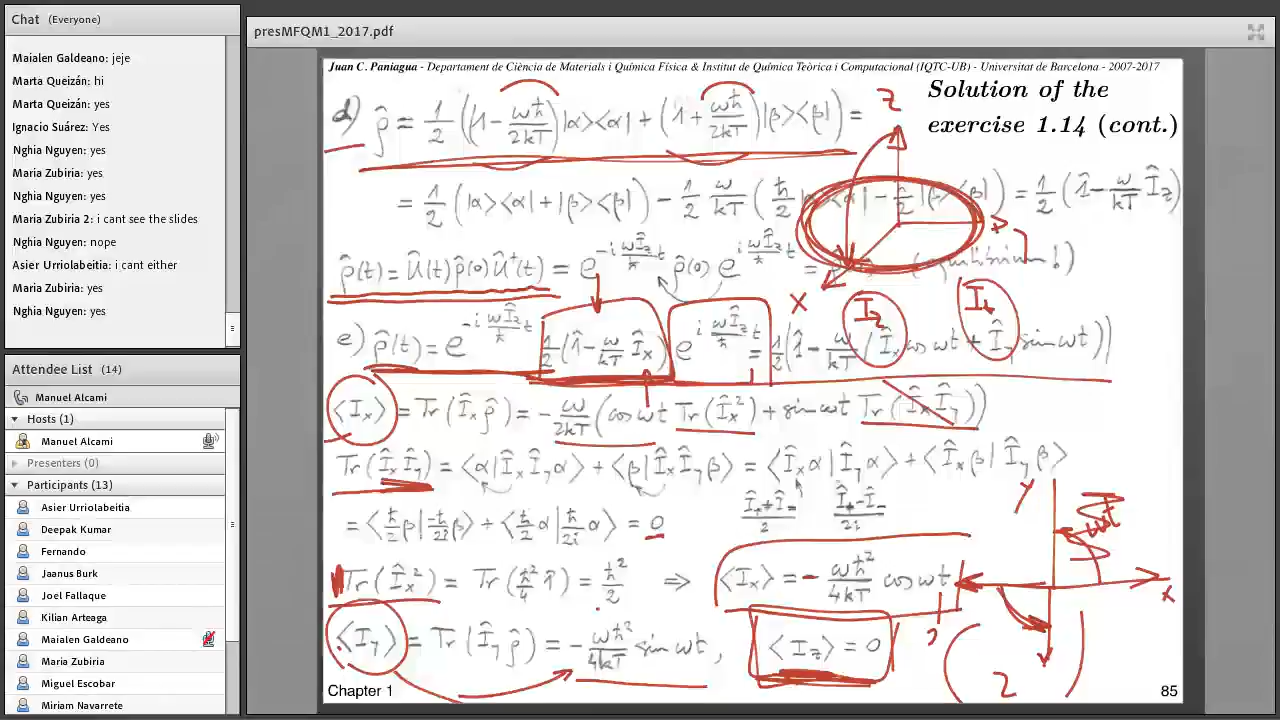 Chat (Everyone)
Maialen Galdeano: jeje
Marta Queizán: hi
Marta Queizán: yes
Ignacio Suárez: Yes
Nghia Nguyen: yes
Maria Zubiria: yes
Nghia Nguyen: yes
Maria Zubiria 2: i cant see the slides
Nghia Nguyen: nope
Asier Urriolabeitia: i cant either
Maria Zubiria: yes
Nghia Nguyen: yes
Attendee List (14)
Manuel Alcami
Hosts (1)
Manuel Alcami
Presenters (0)
Participants (13)
Asier Urriolabeitia
Deepak Kumar
Fernando
Jaanus Burk
Joel Fallaque
Kilian Arteaga
Maialen Galdeano
Maria Zubiria
Miguel Escobar
Miriam Navarrete
presMFQM1_2017.pdf
Juan C. Paniagua - Departament de Ciència de Materials i Química Física & Institut de Química Teòrica i Computacional (IQTC-UB) - Universitat de Barcelona - 2007-2017
Solution of the
exercise 1.14 (cont.)
d) ρ̂ = 1/2 ((1 - ωħ/2kT)|α><α| + (1 + ωħ/2kT)|β><β|) =
= 1/2 (|α><α| + |β><β|) - 1/2 ω/kT (ħ/2 |α><α| - ħ/2 |β><β|) = 1/2 (1̂ - ω/kT Î_z)
ρ̂(t) = Û(t)ρ̂(0)Û⁺(t) = e^{-i ωÎ_z/ħ t} ρ̂(0) e^{i ωÎ_z/ħ t} = (equilibrium!)
e) ρ̂(t) = e^{-i ωÎ_z/ħ t} 1/2 (1̂ - ω/kT Î_x) e^{i ωÎ_z/ħ t} = 1/2 (1̂ - ω/kT (Î_x cos ωt + Î_y sin ωt))
<I_x> = Tr(Î_x ρ̂) = - ω/2kT (cos ωt Tr(Î_x²) + sin ωt Tr(Î_x Î_y))
Tr(Î_x Î_y) = <α|Î_x Î_y α> + <β|Î_x Î_y β> = <Î_x α|Î_y α> + <Î_x β|Î_y β>
= <ħ/2 β|-ħ/2i β> + <ħ/2 α|ħ/2i α> = 0 (Î₊+Î₋)/2 (Î₊-Î₋)/2i
Tr(Î_x²) = Tr(ħ²/4 1̂) = ħ²/2 ⇒ <I_x> = - ωħ²/4kT cos ωt
<I_y> = Tr(Î_y ρ̂) = - ωħ²/4kT sin ωt, <I_z> = 0
Z
X
Y
x
ωt
2
Chapter 1
85